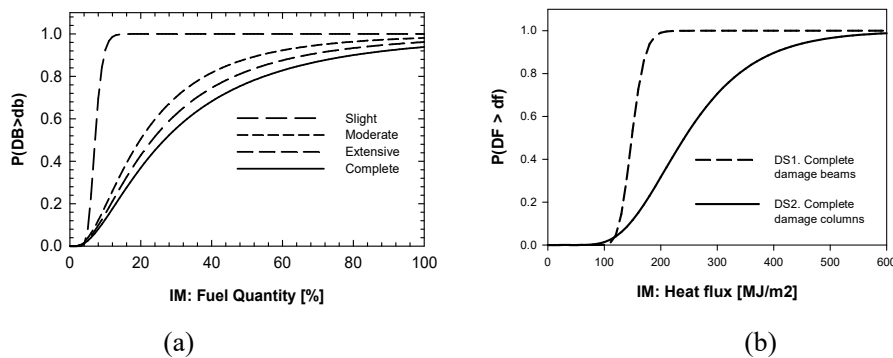 P(DB>db)
1.0
0.8
0.6
0.4
0.2
0.0
Slight
Moderate
Extensive
Complete
0 20 40 60 80 100
IM: Fuel Quantity [%]
(a)
P(DF > df)
1.0
0.8
0.6
0.4
0.2
0.0
DS1. Complete
damage beams
DS2. Complete
damage columns
0 100 200 300 400 500 600
IM: Heat flux [MJ/m2]
(b)